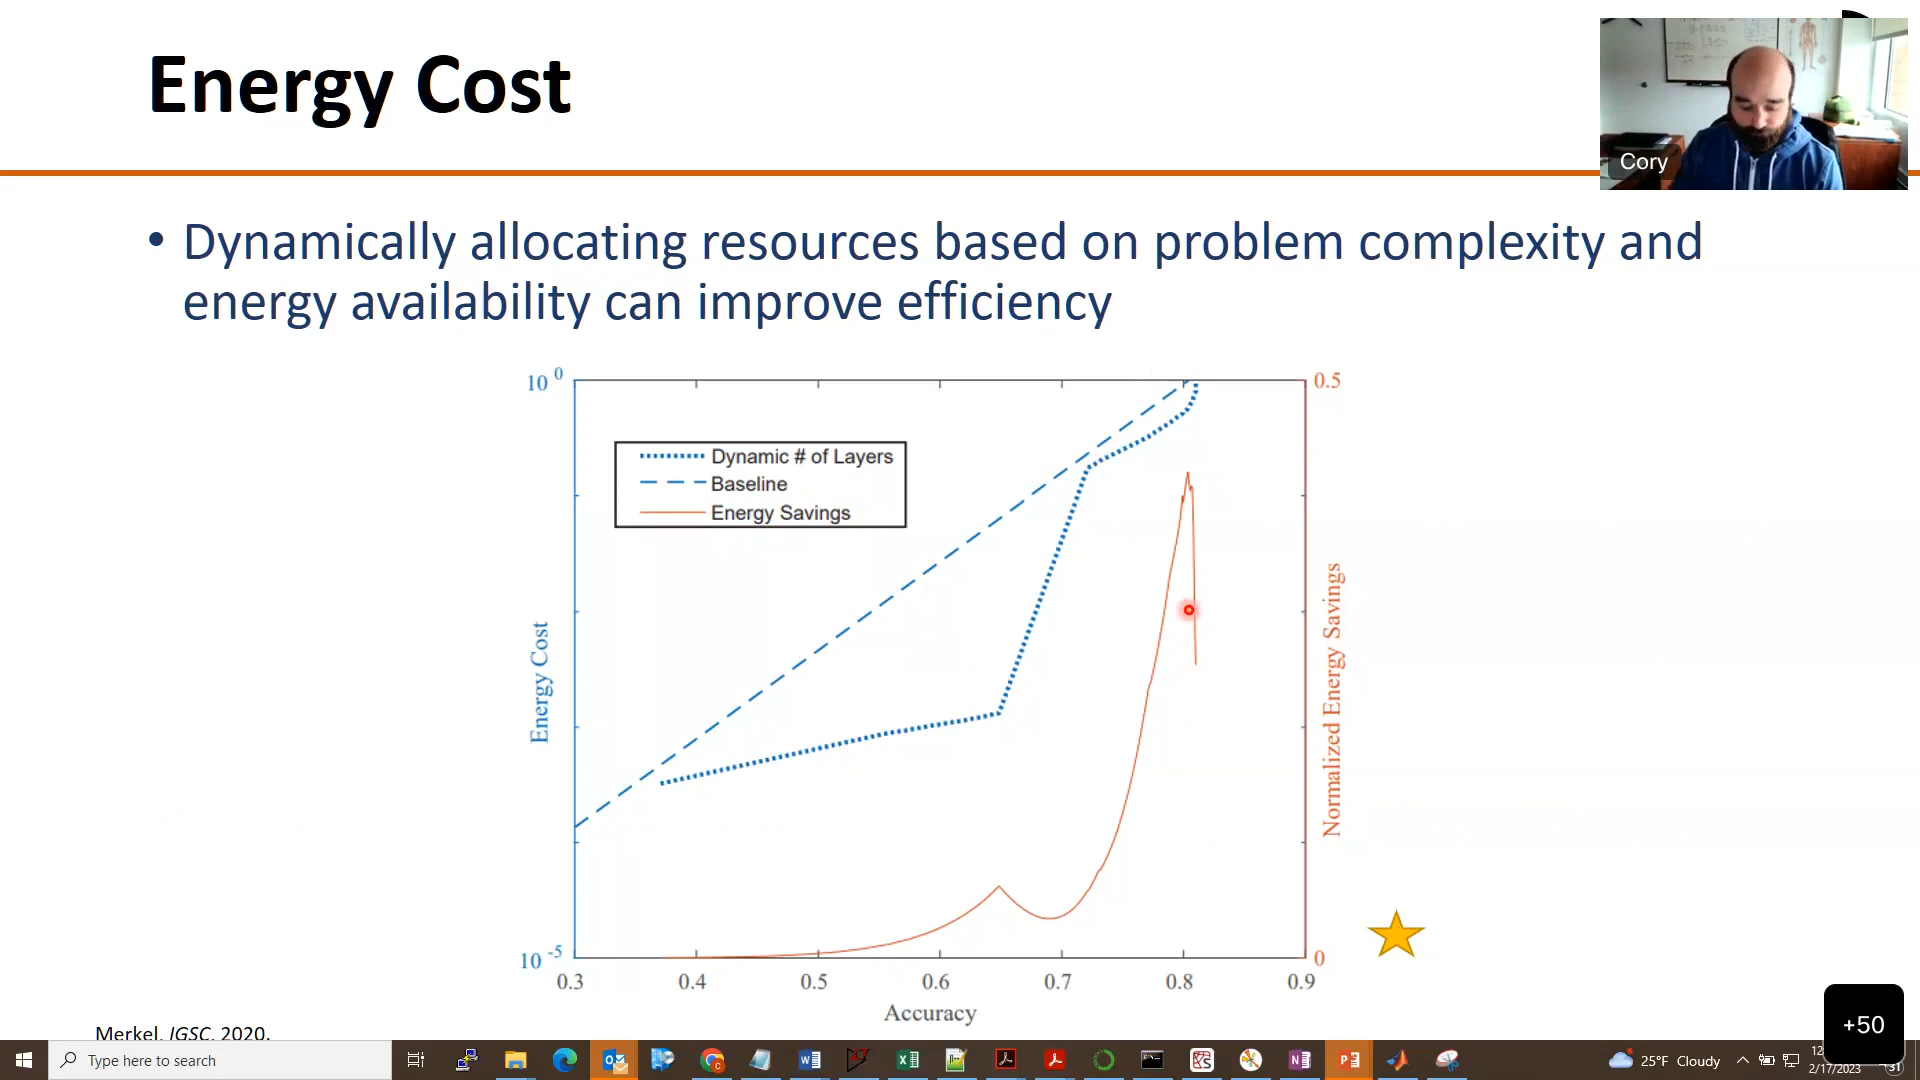 Energy Cost
Cory
• Dynamically allocating resources based on problem complexity and
energy availability can improve efficiency
10 0
0.5
Dynamic # of Layers
Baseline
Energy Savings
Energy Cost
Normalized Energy Savings
10 -5
0
0.3 0.4 0.5 0.6 0.7 0.8 0.9
Accuracy
Merkel, IGSC, 2020.
+50
Type here to search
25°F Cloudy
2/17/2023
31